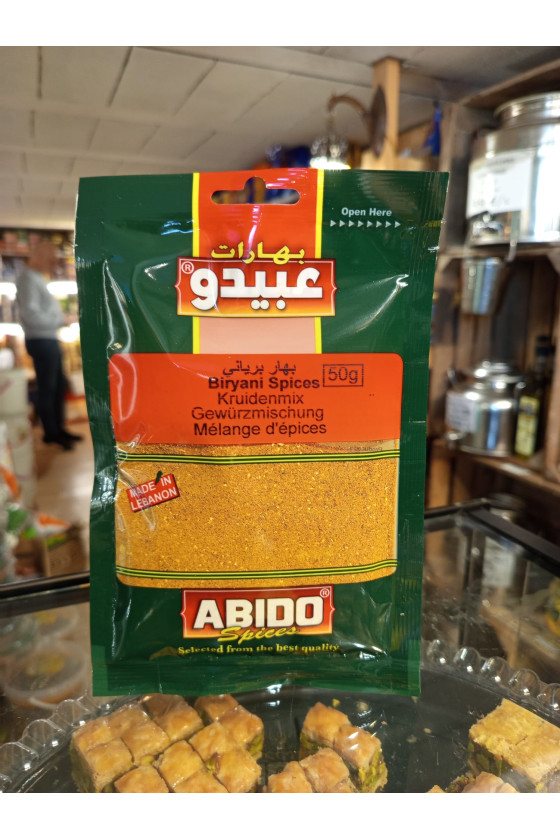 Open Here
بهارات
عبيدو®
بهار برياني
Biryani Spices 50g
Kruidenmix
Gewürzmischung
Mélange d'épices
MADE IN
LEBANON
ABIDO®
Spices
Selected from the best quality